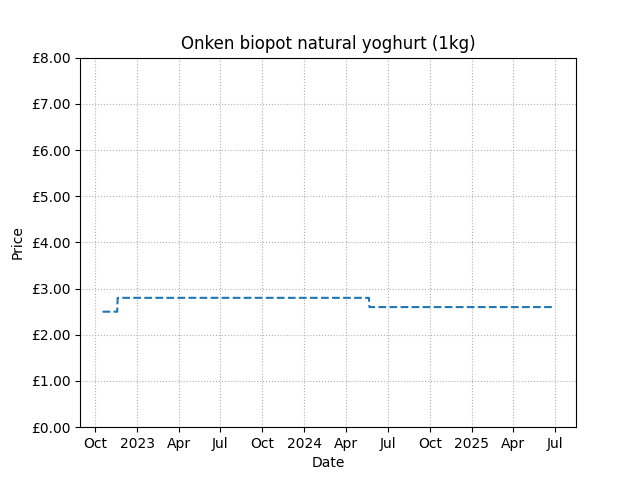 Onken biopot natural yoghurt (1kg)
£8.00
£7.00
£6.00
£5.00
£4.00
£3.00
£2.00
£1.00
£0.00
Price
Oct 2023 Apr Jul Oct 2024 Apr Jul Oct 2025 Apr Jul
Date